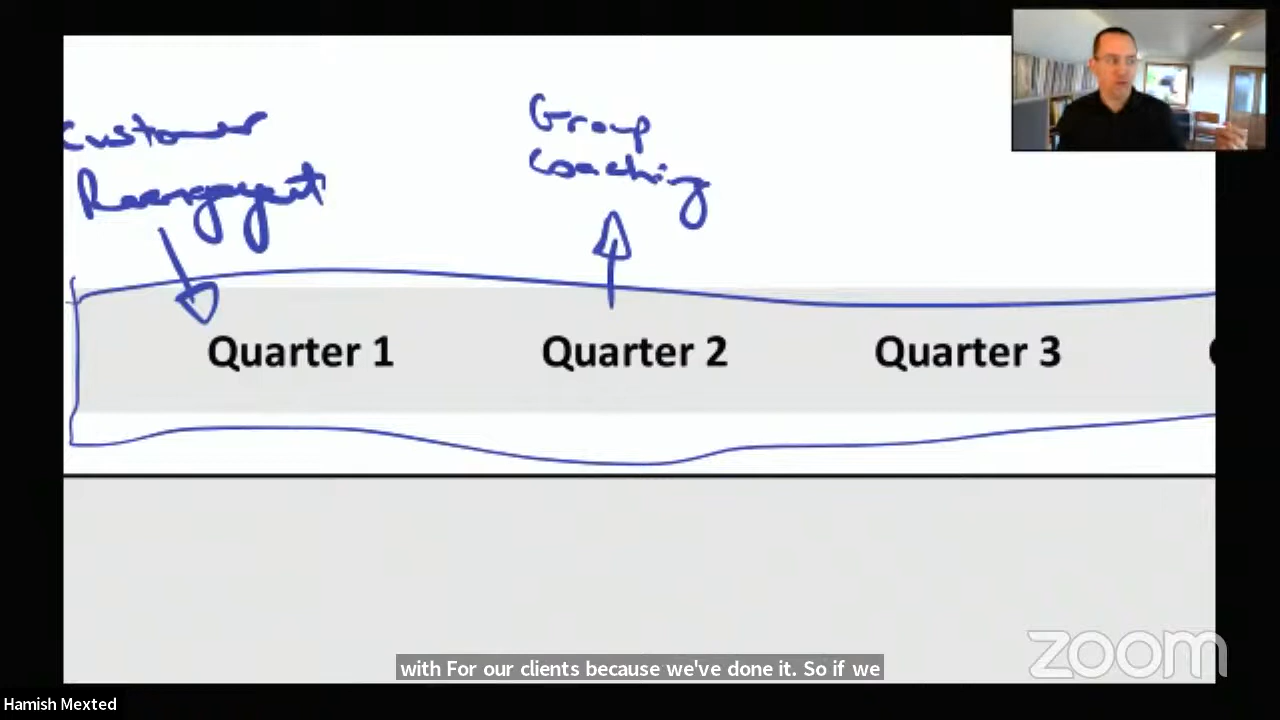 Customer
Group
Coaching
Quarter 1
Quarter 2
Quarter 3
with For our clients because we've done it. So if we
zoom
Hamish Mexted